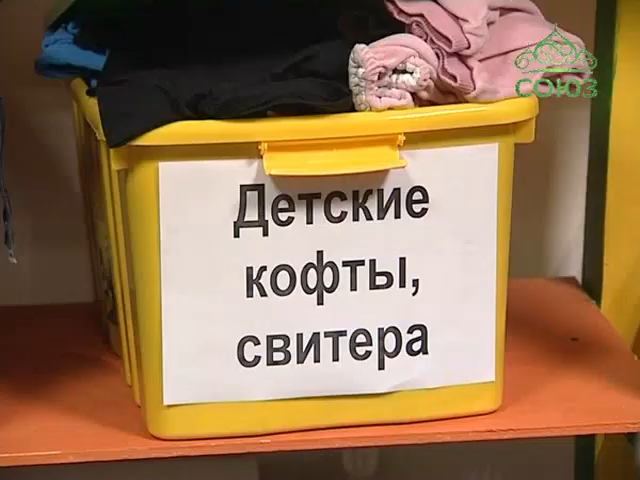 СОЮЗ
Детские
кофты,
свитера